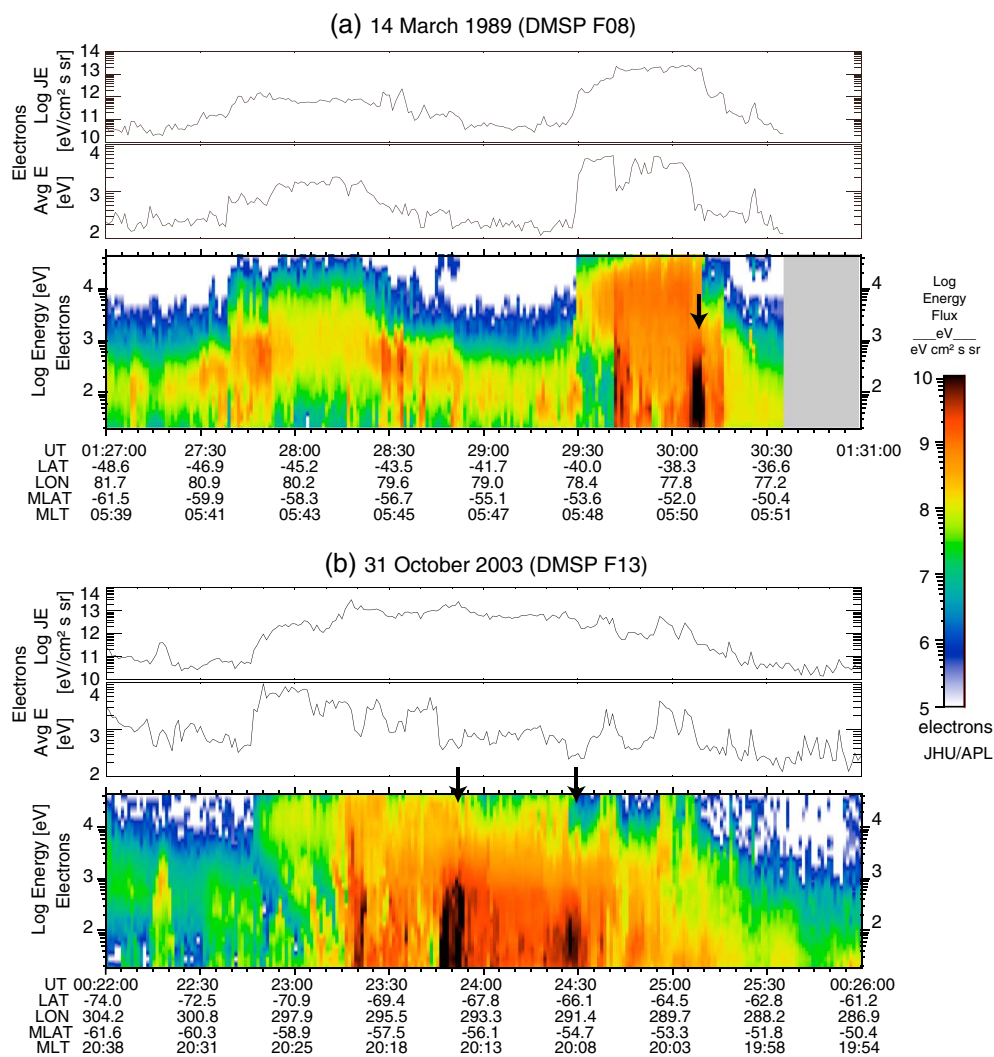 (a) 14 March 1989 (DMSP F08)
Electrons
Log JE
[eV/cm² s sr]
14
13
12
11
10
Electrons
Avg E
[eV]
4
3
2
Log Energy [eV]
Electrons
4
3
2
4
3
2
UT 01:27:00 27:30 28:00 28:30 29:00 29:30 30:00 30:30 01:31:00
LAT -48.6 -46.9 -45.2 -43.5 -41.7 -40.0 -38.3 -36.6
LON 81.7 80.9 80.2 79.6 79.0 78.4 77.8 77.2
MLAT -61.5 -59.9 -58.3 -56.7 -55.1 -53.6 -52.0 -50.4
MLT 05:39 05:41 05:43 05:45 05:47 05:48 05:50 05:51
Log
Energy
Flux
eV
eV cm² s sr
10
9
8
7
6
5
electrons
JHU/APL
(b) 31 October 2003 (DMSP F13)
Electrons
Log JE
[eV/cm² s sr]
14
13
12
11
10
Electrons
Avg E
[eV]
4
3
2
Log Energy [eV]
Electrons
4
3
2
4
3
2
UT 00:22:00 22:30 23:00 23:30 24:00 24:30 25:00 25:30 00:26:00
LAT -74.0 -72.5 -70.9 -69.4 -67.8 -66.1 -64.5 -62.8 -61.2
LON 304.2 300.8 297.9 295.5 293.3 291.4 289.7 288.2 286.9
MLAT -61.6 -60.3 -58.9 -57.5 -56.1 -54.7 -53.3 -51.8 -50.4
MLT 20:38 20:31 20:25 20:18 20:13 20:08 20:03 19:58 19:54